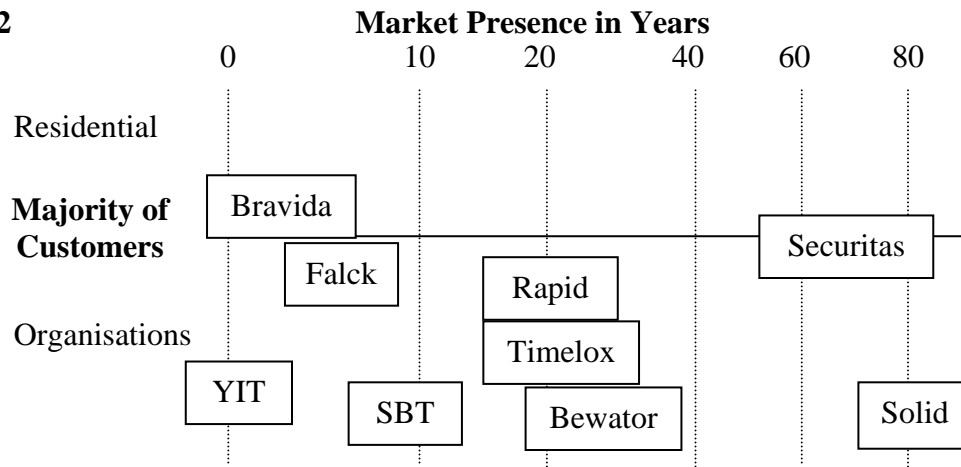 2
Market Presence in Years
0 10 20 40 60 80
Residential
Bravida
Majority of
Customers
Securitas
Falck
Rapid
Organisations
Timelox
YIT
SBT
Bewator
Solid